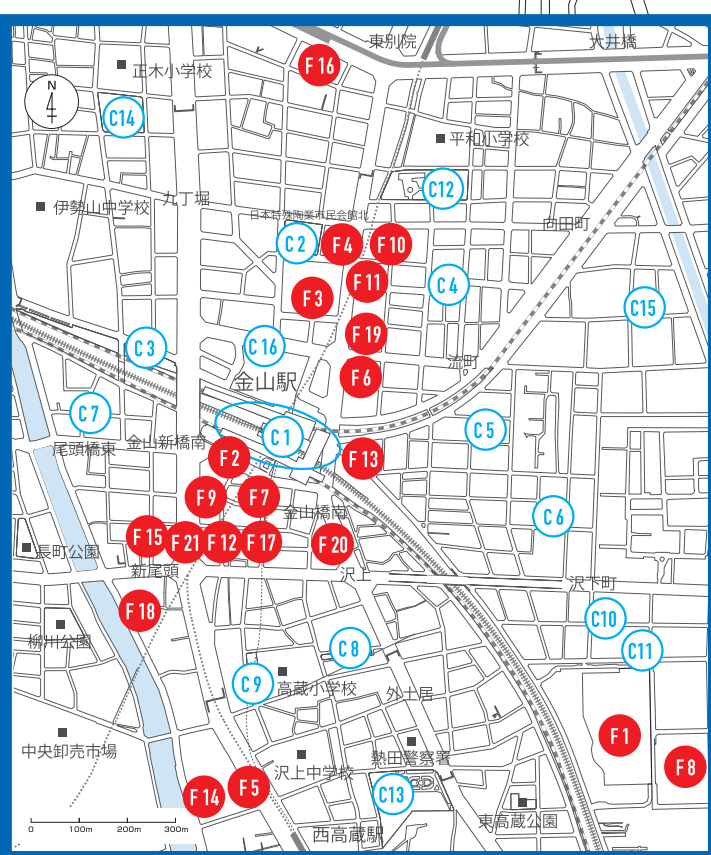 東別院
大井橋
F16
正木小学校
N
C14
平和小学校
C12
伊勢山中学校
九丁堀
日本特殊陶業市民会館北
向田町
C2
F4
F10
F11
C4
F3
C15
F19
C3
C16
流町
金山駅
F6
C7
C1
C5
尾頭橋東
金山新橋南
F2
F13
F9
F7
金山橋南
C6
F15
F21
F12
F17
F20
長町公園
新尾頭
沢上
沢下町
F18
C10
柳川公園
C8
C11
C9
高蔵小学校
外土居
F1
中央卸売市場
熱田警察署
沢上中学校
F8
F14
F5
C13
東高蔵公園
0
100m
200m
300m
西高蔵駅